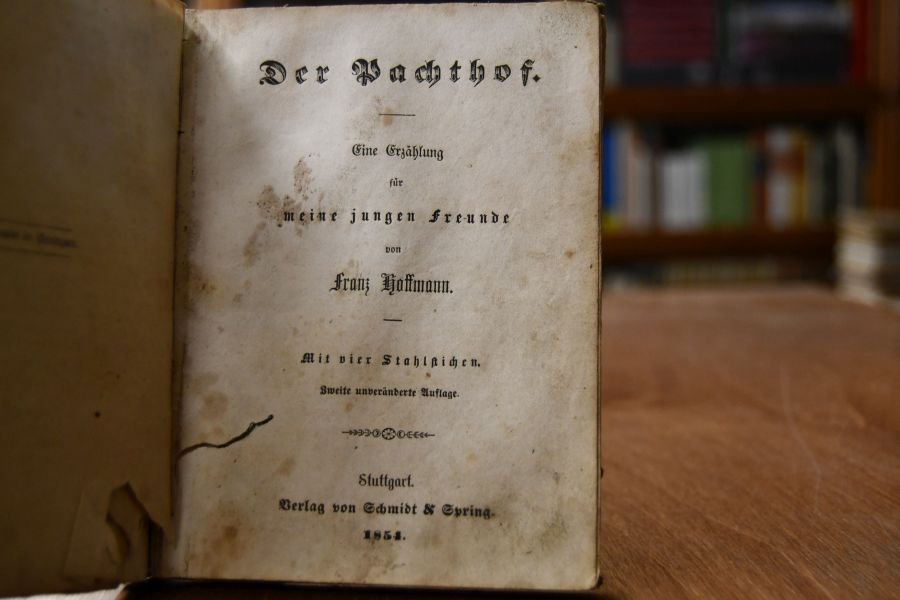 Der Pachthof.
Eine Erzählung
für
meine jungen Freunde
von
Franz Hoffmann.
Mit vier Stahlstichen.
Zweite unveränderte Auflage.
Stuttgart.
Verlag von Schmidt & Spring.
1854.